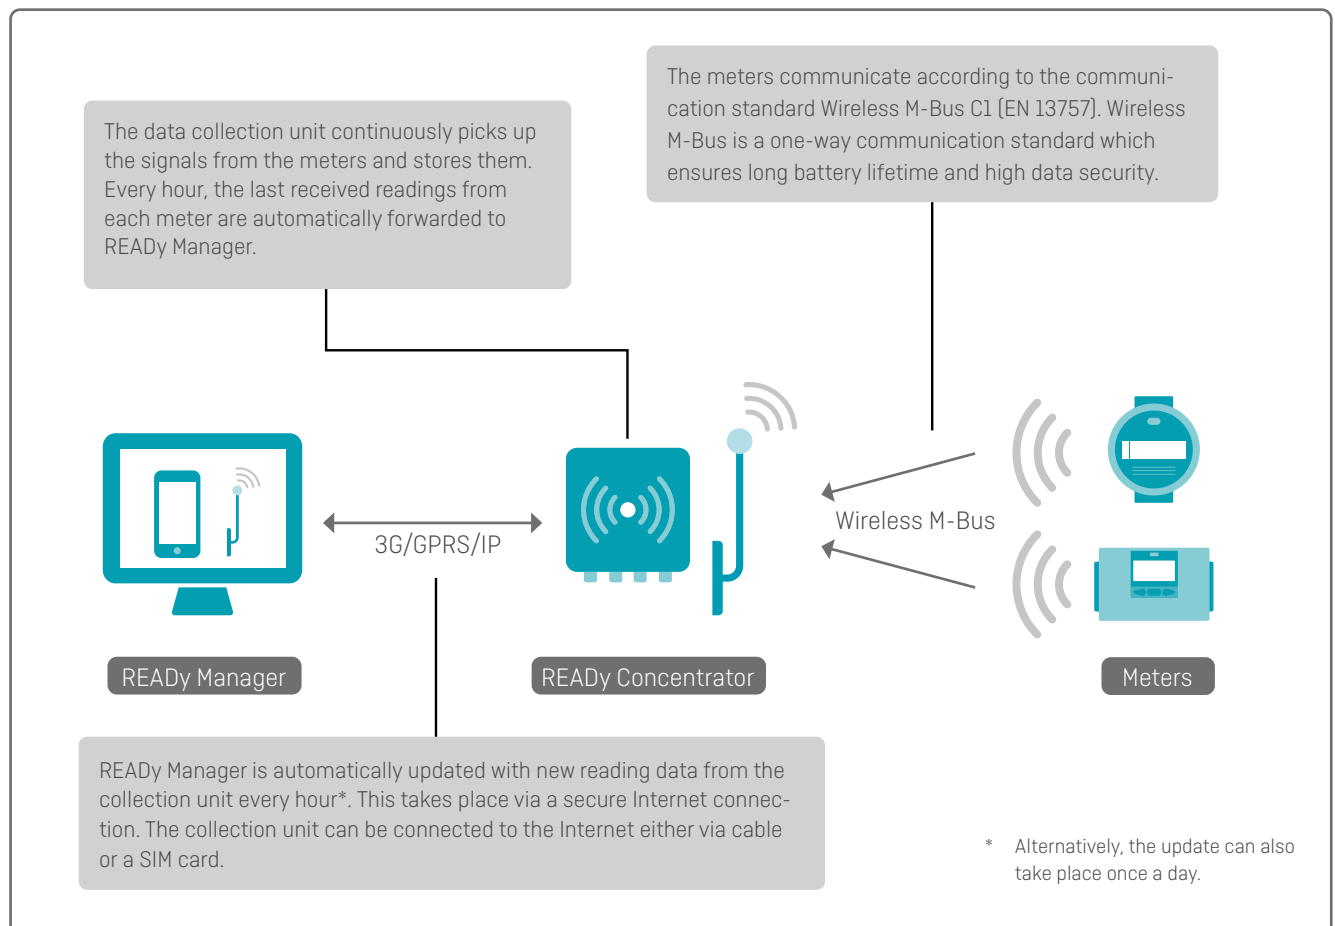 The meters communicate according to the communi-
cation standard Wireless M-Bus C1 (EN 13757). Wireless
M-Bus is a one-way communication standard which
ensures long battery lifetime and high data security.
The data collection unit continuously picks up
the signals from the meters and stores them.
Every hour, the last received readings from
each meter are automatically forwarded to
READy Manager.
3G/GPRS/IP
Wireless M-Bus
READy Manager
READy Concentrator
Meters
READy Manager is automatically updated with new reading data from the
collection unit every hour*. This takes place via a secure Internet connec-
tion. The collection unit can be connected to the Internet either via cable
or a SIM card.
* Alternatively, the update can also
take place once a day.